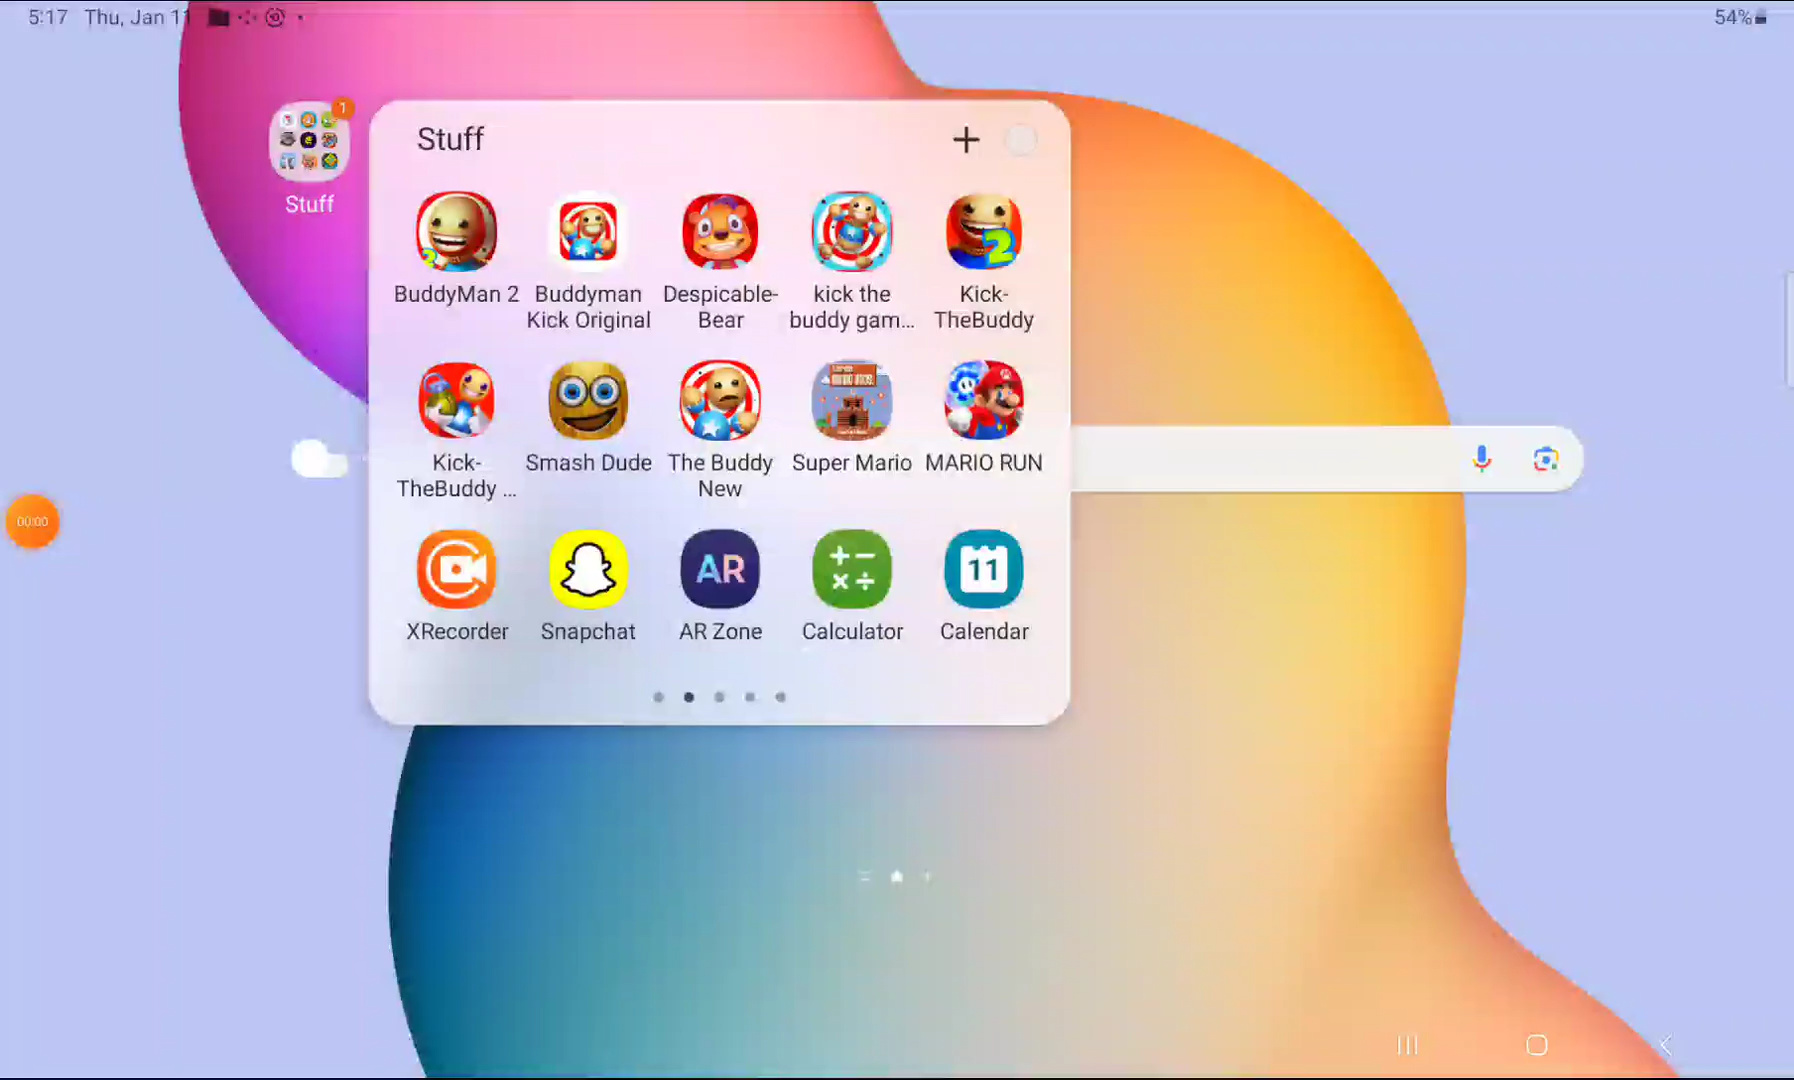 5:17 Thu, Jan 11
54%
1
Stuff
Stuff
BuddyMan 2
Buddyman
Kick Original
Despicable-
Bear
kick the
buddy gam...
2
Kick-
TheBuddy
Kick-
TheBuddy ...
Smash Dude
The Buddy
New
Super Mario
MARIO RUN
00:00
XRecorder
Snapchat
AR
AR Zone
Calculator
11
Calendar